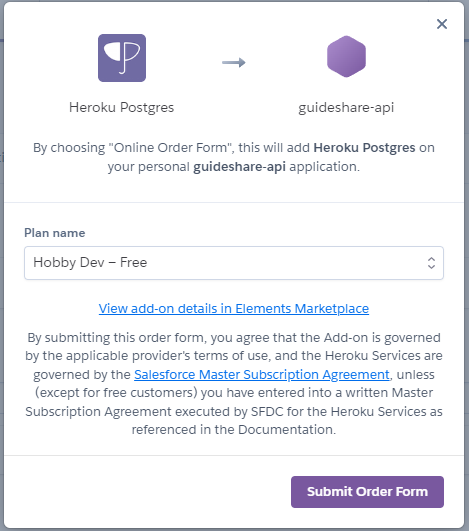 Heroku Postgres
guideshare-api
By choosing "Online Order Form", this will add Heroku Postgres on
your personal guideshare-api application.
Plan name
Hobby Dev – Free
View add-on details in Elements Marketplace
By submitting this order form, you agree that the Add-on is governed
by the applicable provider's terms of use, and the Heroku Services are
governed by the Salesforce Master Subscription Agreement, unless
(except for free customers) you have entered into a written Master
Subscription Agreement executed by SFDC for the Heroku Services as
referenced in the Documentation.
Submit Order Form